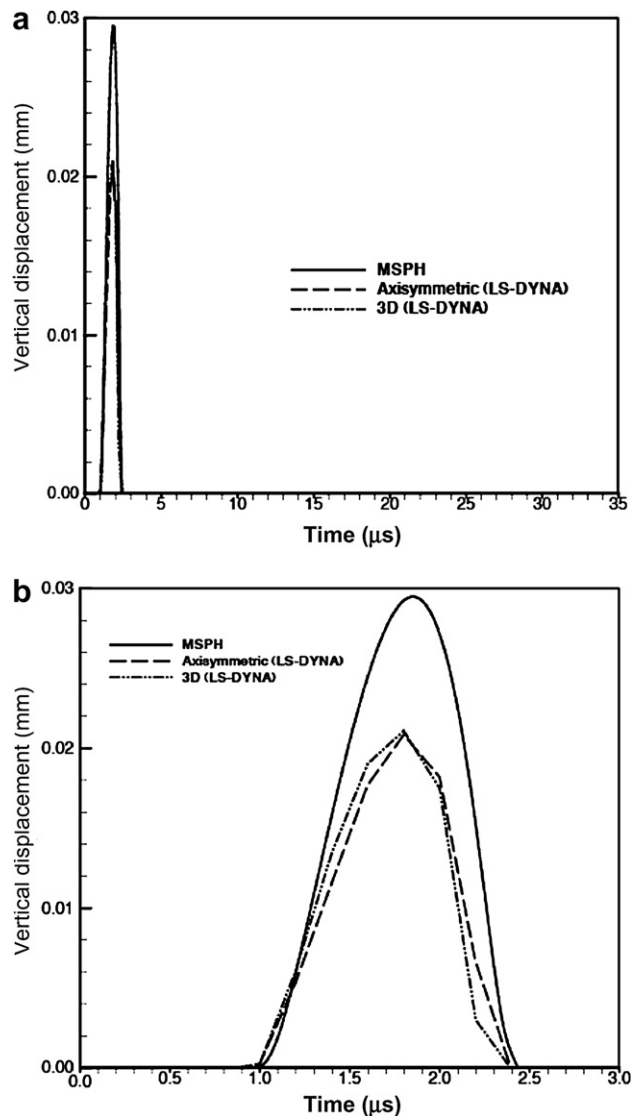 a
0.03
0.02
0.01
0.00
Vertical displacement (mm)
MSPH
Axisymmetric (LS-DYNA)
3D (LS-DYNA)
0 5 10 15 20 25 30 35
Time (μs)
b
0.03
0.02
0.01
0.00
Vertical displacement (mm)
MSPH
Axisymmetric (LS-DYNA)
3D (LS-DYNA)
0.0 0.5 1.0 1.5 2.0 2.5 3.0
Time (μs)